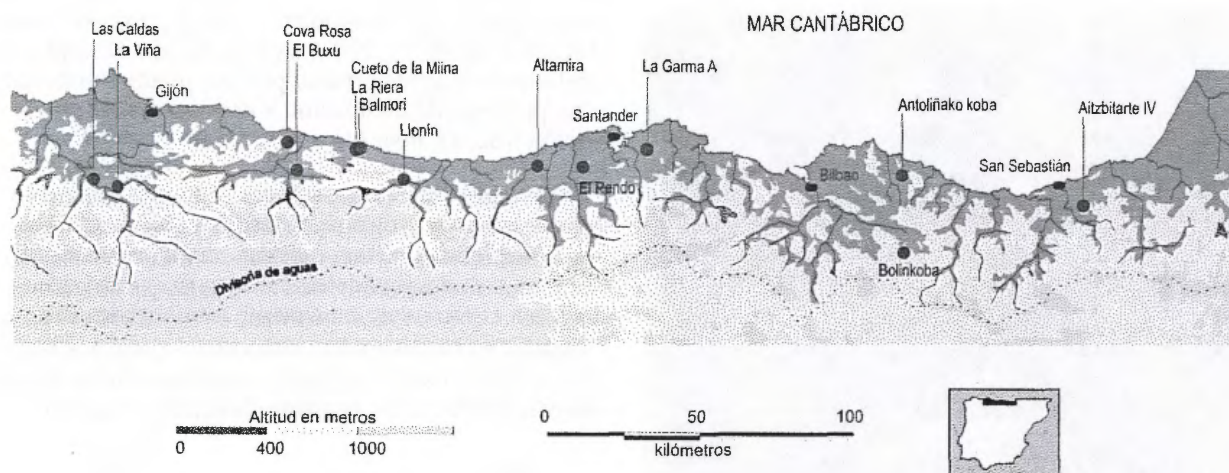 MAR CANTÁBRICO
Las Caldas
La Viña
Gijón
Cova Rosa
El Buxu
Cueto de la Miina
La Riera
Balmori
Llonín
Altamira
Santander
El Pendo
La Garma A
Bilbao
Antoliñako koba
Bolinkoba
San Sebastián
Aitzbitarte IV
Divisoria de aguas
Altitud en metros
0 400 1000
0 50 100
kilómetros